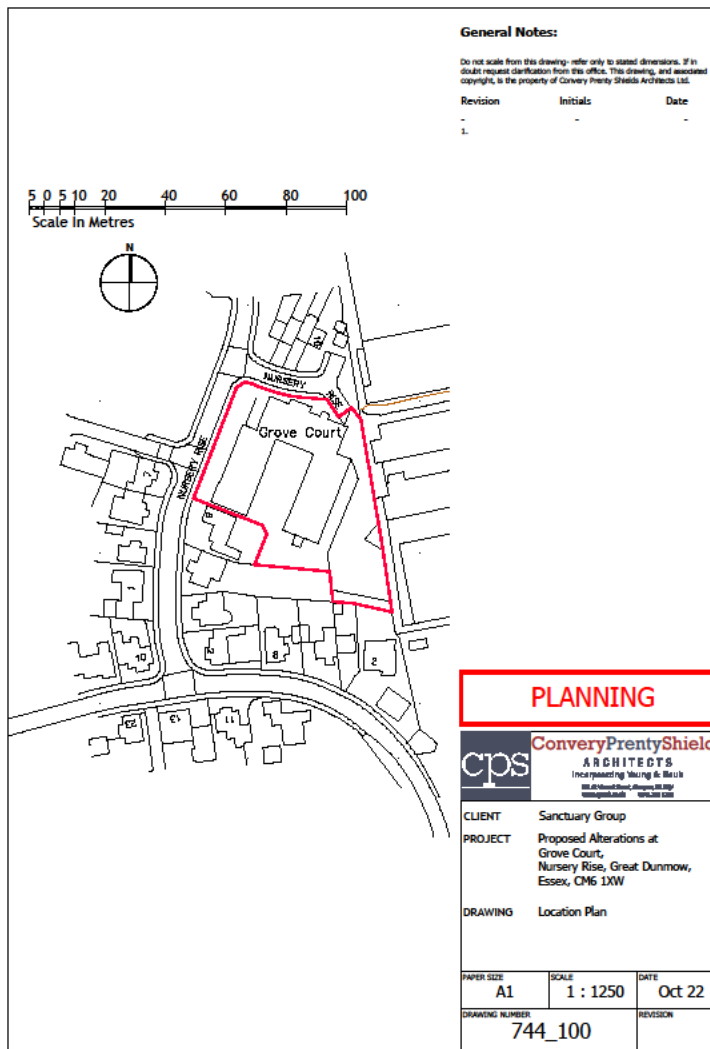 General Notes:
Do not scale from this drawing- refer only to stated dimensions. If in
doubt request clarification from this office. This drawing, and associated
copyright, is the property of Convery Prenty Shields Architects Ltd.
Revision Initials Date
- - -
1.
5 0 5 10 20 40 60 80 100
Scale In Metres
N
NURSERY
Grove Court
NURSERY RISE
8
2
10
23
13
11
PLANNING
cps
ConveryPrentyShield
ARCHITECTS
Incorporating Young & Gault
CLIENT Sanctuary Group
PROJECT Proposed Alterations at
Grove Court,
Nursery Rise, Great Dunmow,
Essex, CM6 1XW
DRAWING Location Plan
PAPER SIZE SCALE DATE
A1 1 : 1250 Oct 22
DRAWING NUMBER REVISION
744_100